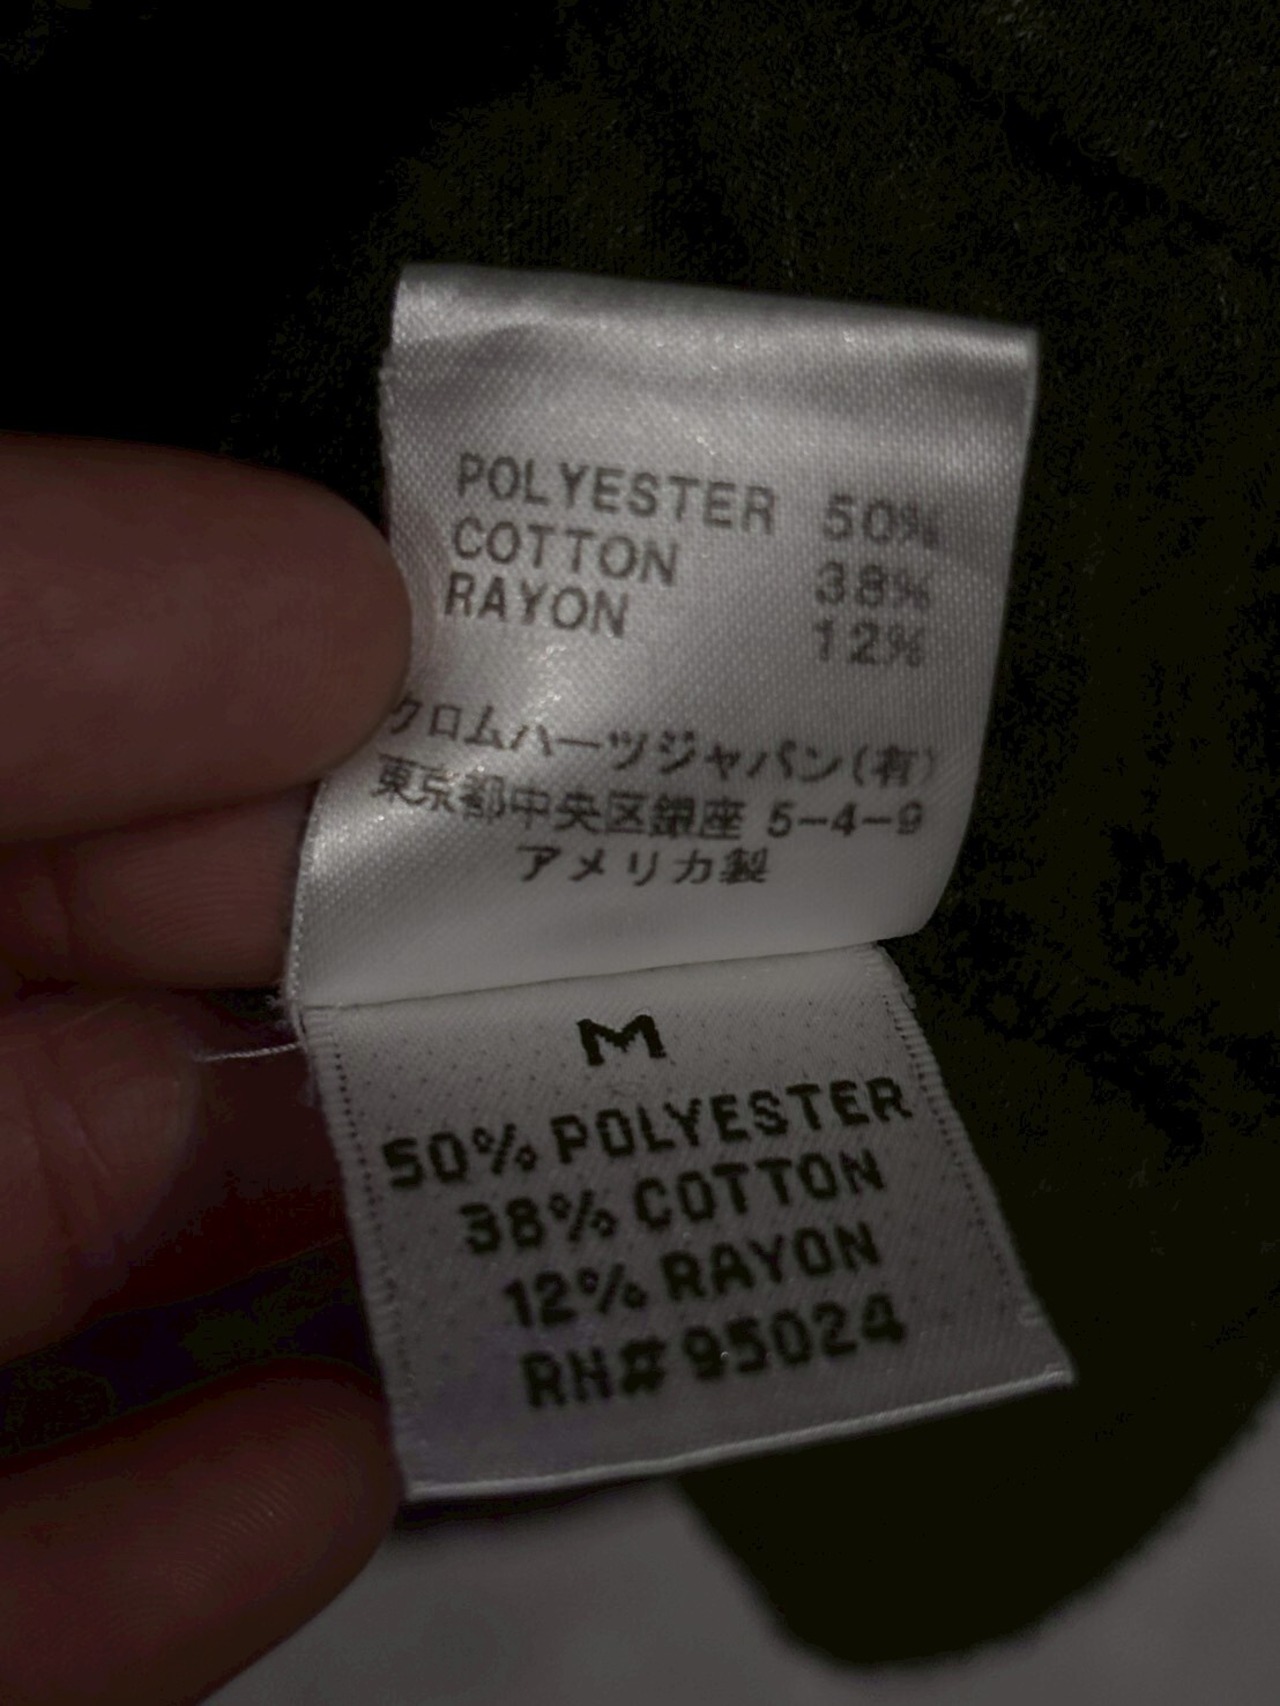 POLYESTER 50%
COTTON 38%
RAYON 12%
クロムハーツジャパン(有)
東京都中央区銀座 5-4-9
アメリカ製
M
50% POLYESTER
38% COTTON
12% RAYON
RN# 95024